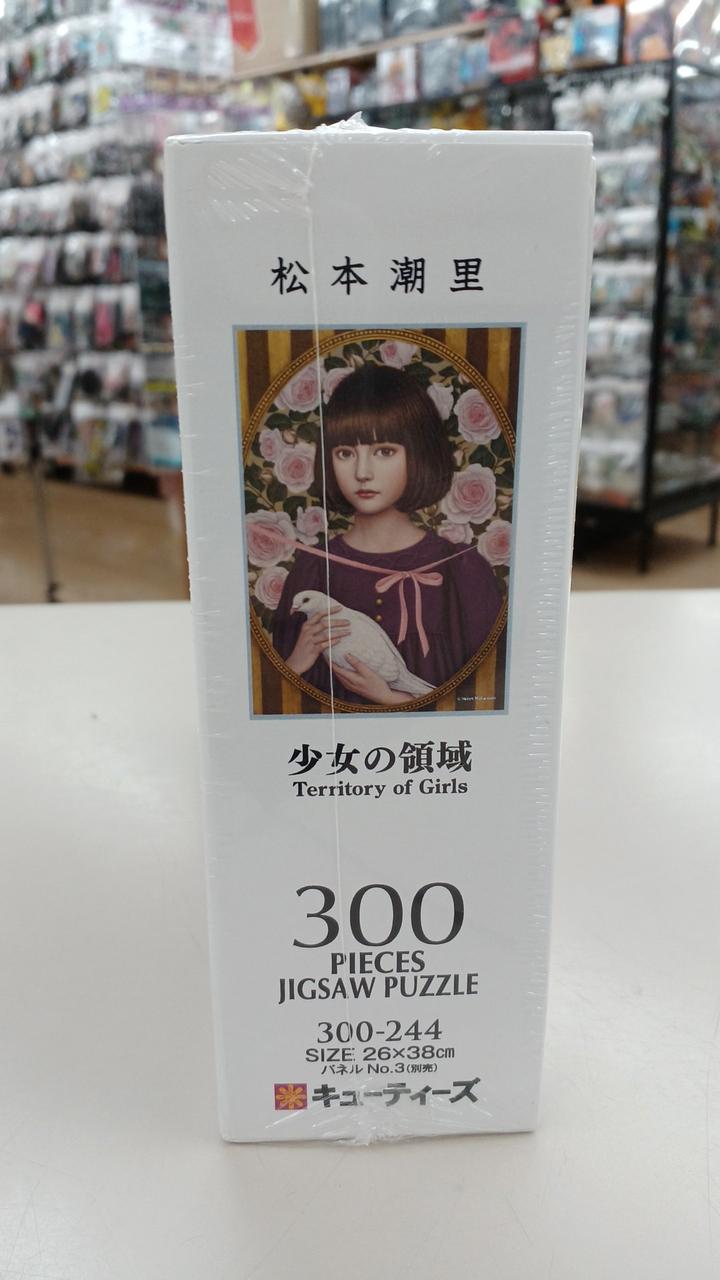 松本潮里
少女の領域
Territory of Girls
300
PIECES
JIGSAW PUZZLE
300-244
SIZE: 26×38cm
パネル No.3(別売)
キューティーズ